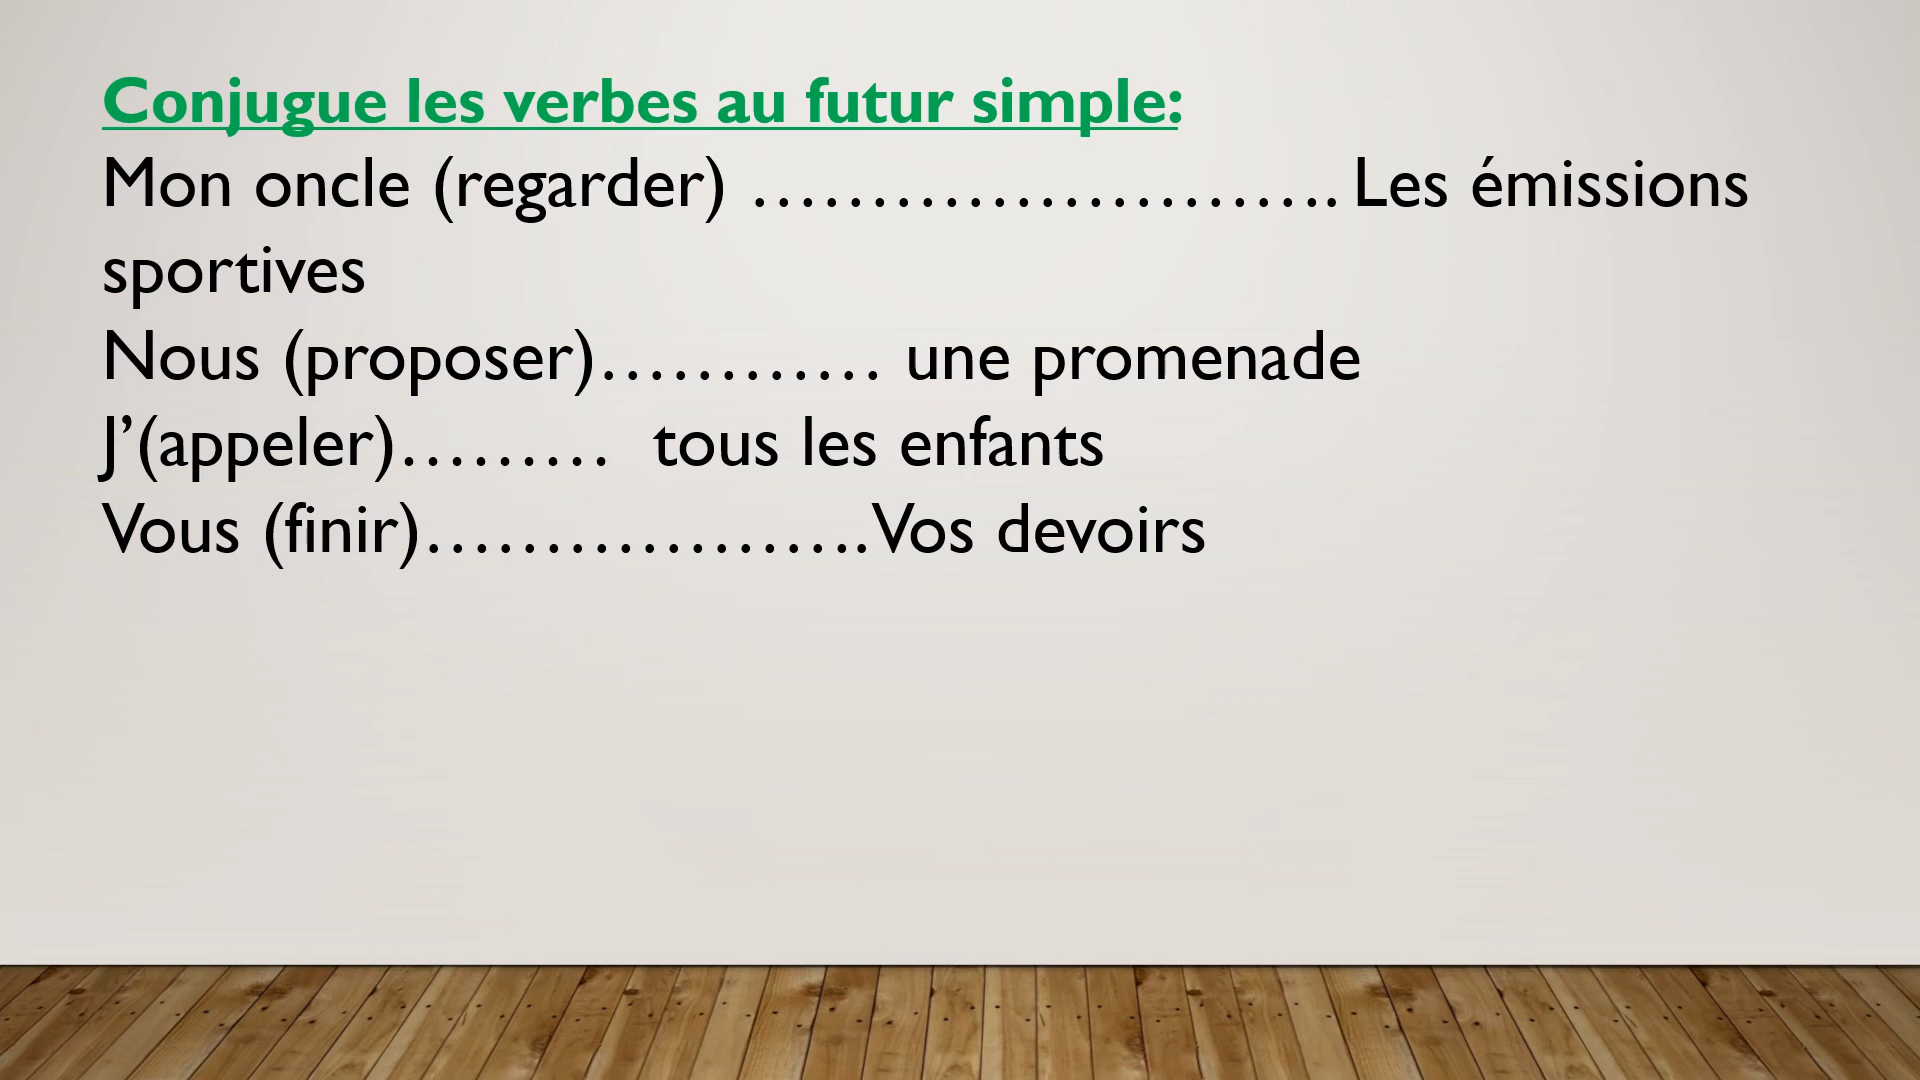 Conjugue les verbes au futur simple:
Mon oncle (regarder) ………………………. Les émissions
sportives
Nous (proposer)………… une promenade
J’(appeler)……… tous les enfants
Vous (finir)……………….Vos devoirs